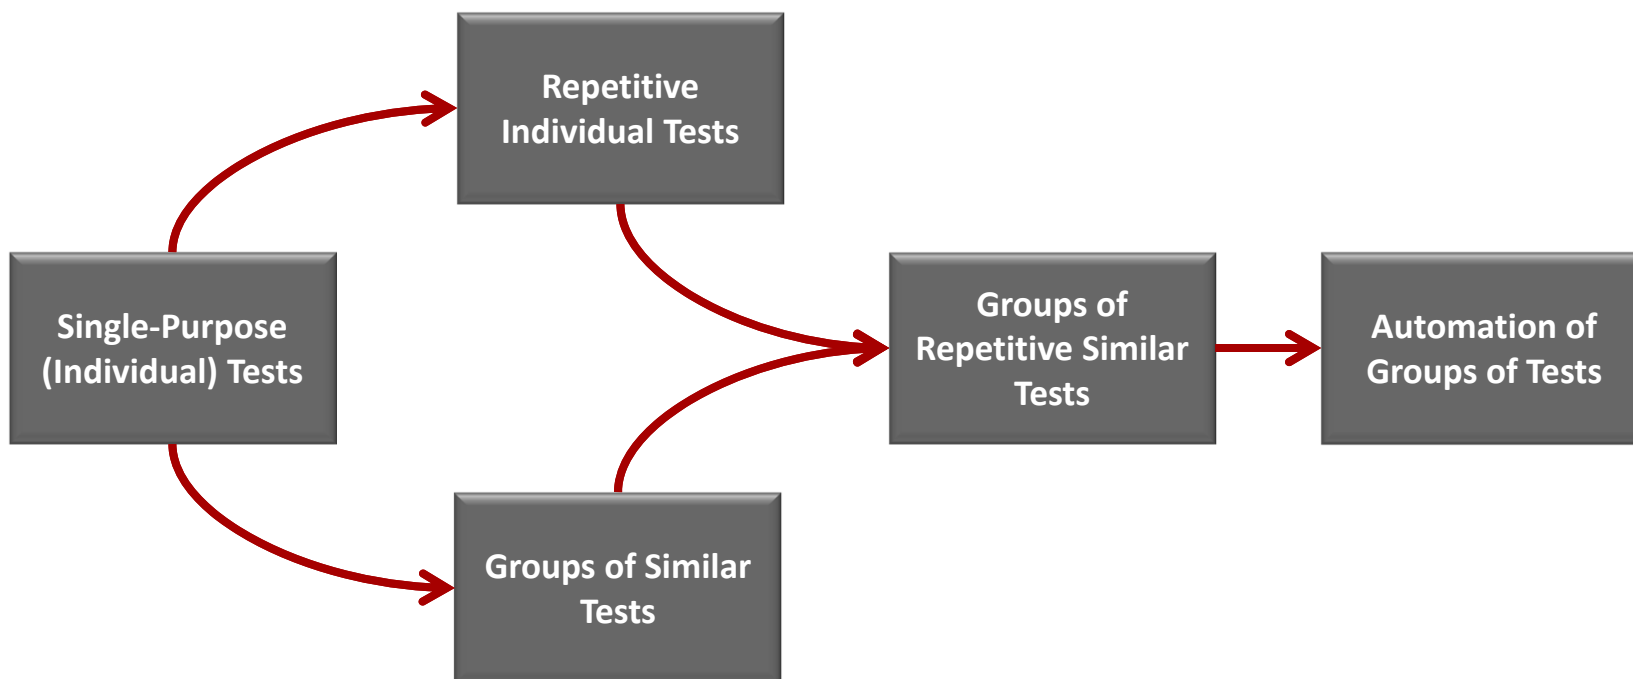 Repetitive
Individual Tests
Single-Purpose
(Individual) Tests
Groups of
Repetitive Similar
Tests
Automation of
Groups of Tests
Groups of Similar
Tests